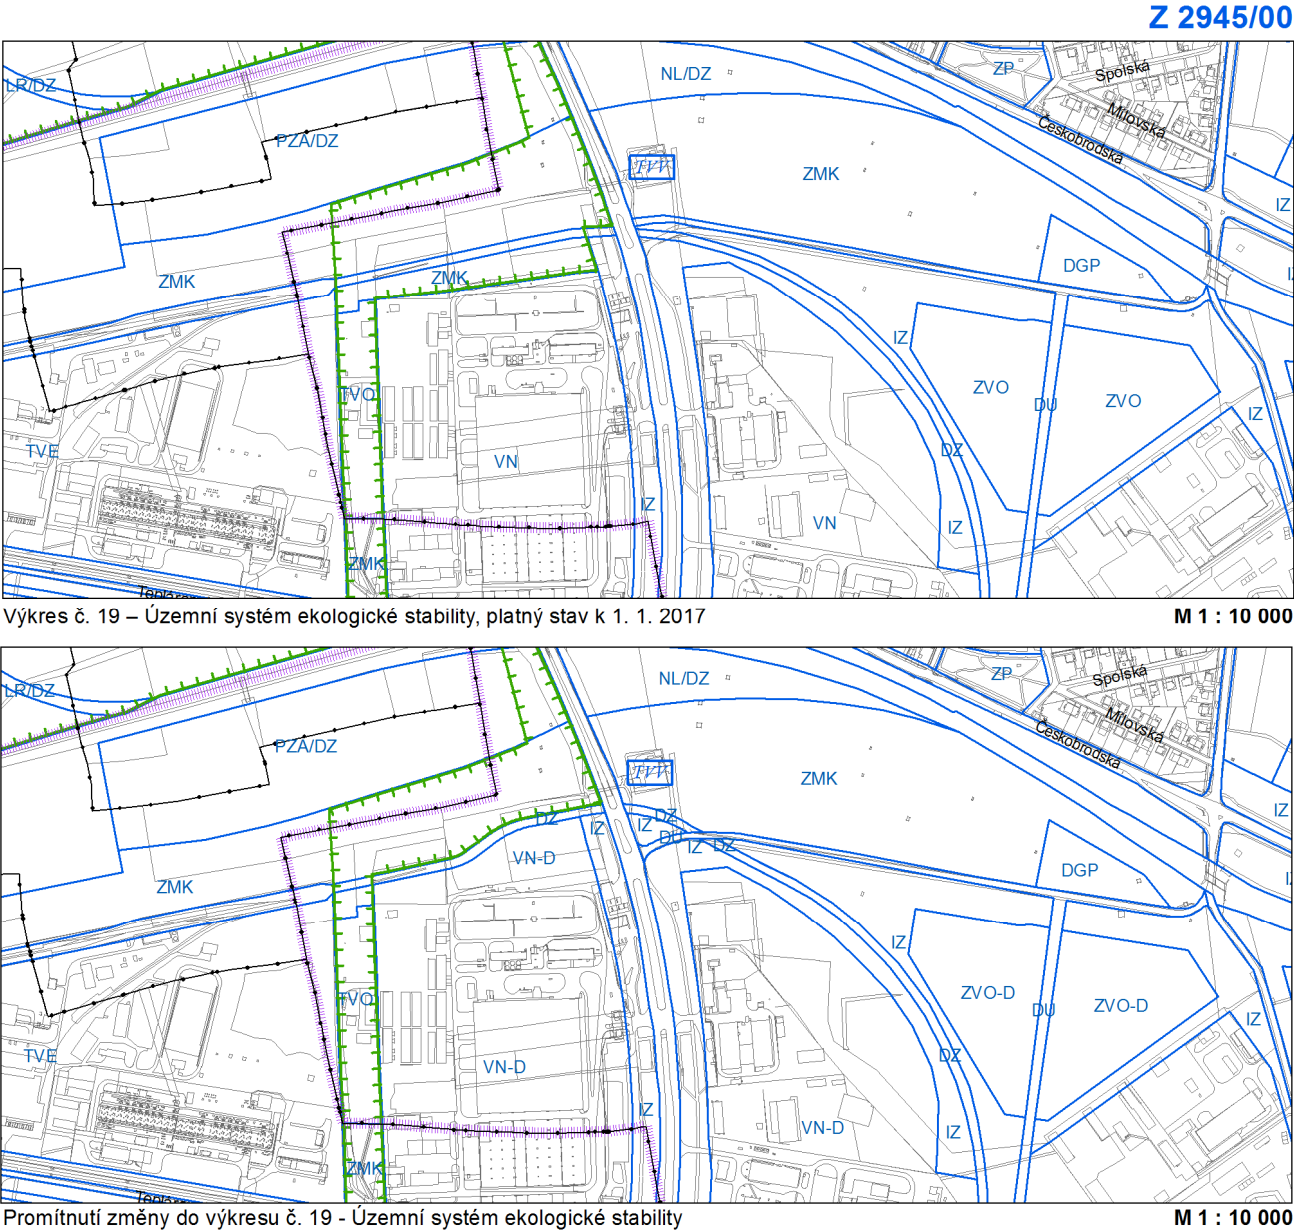 Z 2945/00
LR/DZ
PZA/DZ
NL/DZ
ZP
Spolská
Milovská
Českobrodská
TVV
ZMK
IZ
ZMK
ZMK
DGP
IZ
IZ
ZVO
DU
ZVO
IZ
TVO
TVE
VN
DZ
IZ
VN
IZ
ZMK
Výkres č. 19 – Územní systém ekologické stability, platný stav k 1. 1. 2017
M 1 : 10 000
LR/DZ
PZA/DZ
NL/DZ
ZP
Spolská
Milovská
Českobrodská
TVV
ZMK
IZ
DZ
IZ
IZ
DZ
DU
IZ
DZ
VN-D
ZMK
DGP
IZ
IZ
ZVO-D
DU
ZVO-D
IZ
TVO
TVE
VN-D
DZ
IZ
VN-D
IZ
ZMK
Promítnutí změny do výkresu č. 19 - Územní systém ekologické stability
M 1 : 10 000